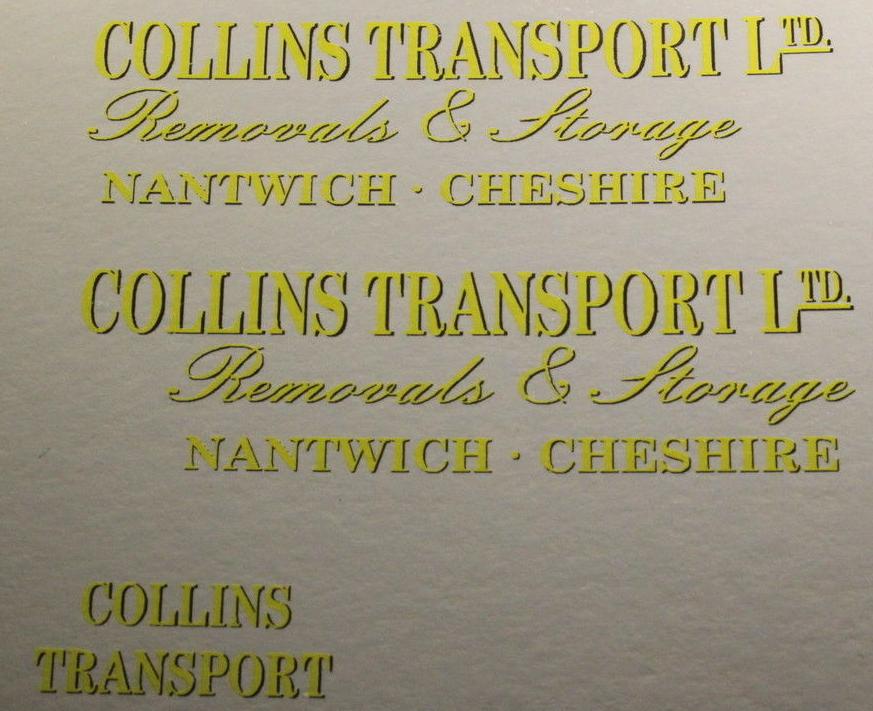 COLLINS TRANSPORT LTD.
Removals & Storage
NANTWICH · CHESHIRE
COLLINS TRANSPORT LTD.
Removals & Storage
NANTWICH · CHESHIRE
COLLINS
TRANSPORT